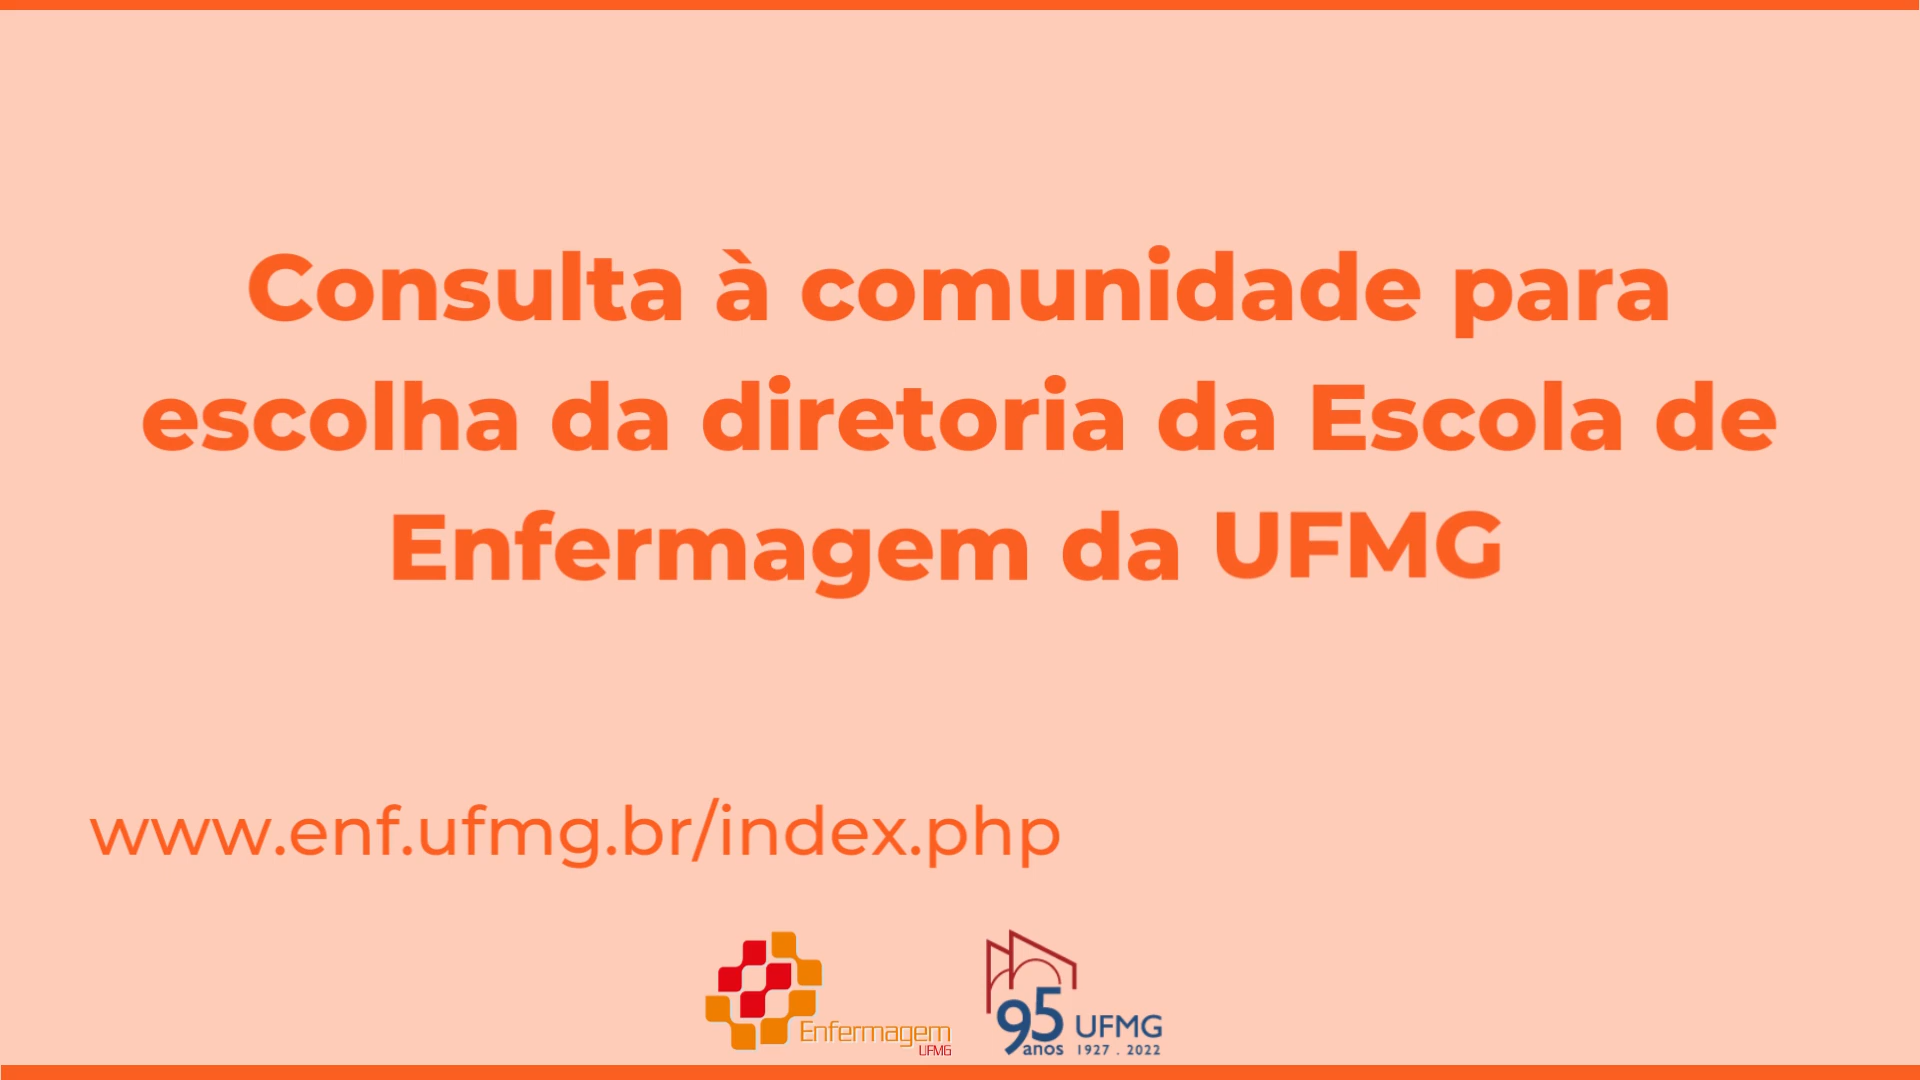 Consulta à comunidade para
escolha da diretoria da Escola de
Enfermagem da UFMG
www.enf.ufmg.br/index.php
Enfermagem
UFMG
95 UFMG
anos 1927 . 2022